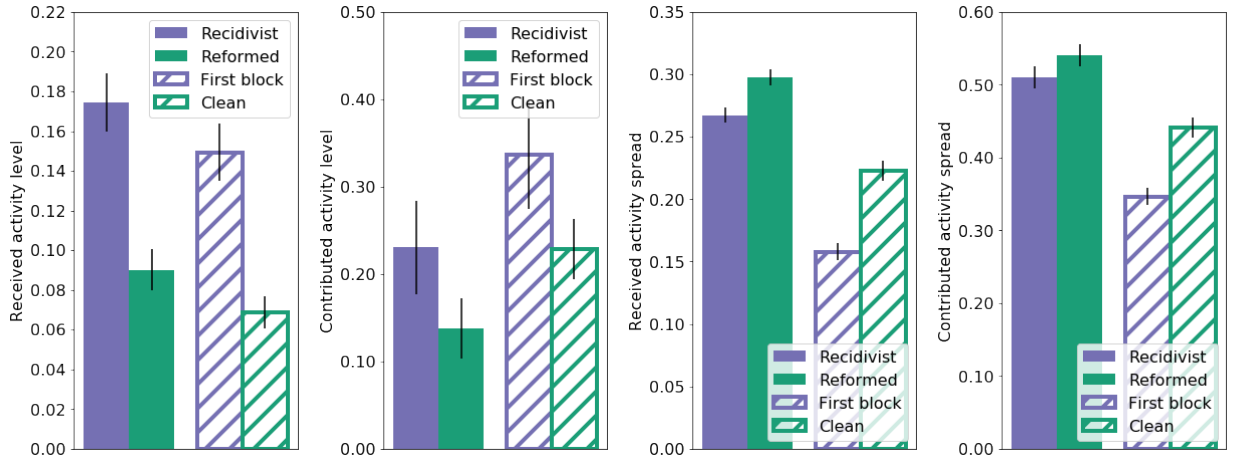 Received activity level
0.22
0.20
0.18
0.16
0.14
0.12
0.10
0.08
0.06
0.04
0.02
0.00
Recidivist
Reformed
First block
Clean
Contributed activity level
0.50
0.40
0.30
0.20
0.10
0.00
Recidivist
Reformed
First block
Clean
Received activity spread
0.35
0.30
0.25
0.20
0.15
0.10
0.05
0.00
Recidivist
Reformed
First block
Clean
Contributed activity spread
0.60
0.50
0.40
0.30
0.20
0.10
0.00
Recidivist
Reformed
First block
Clean